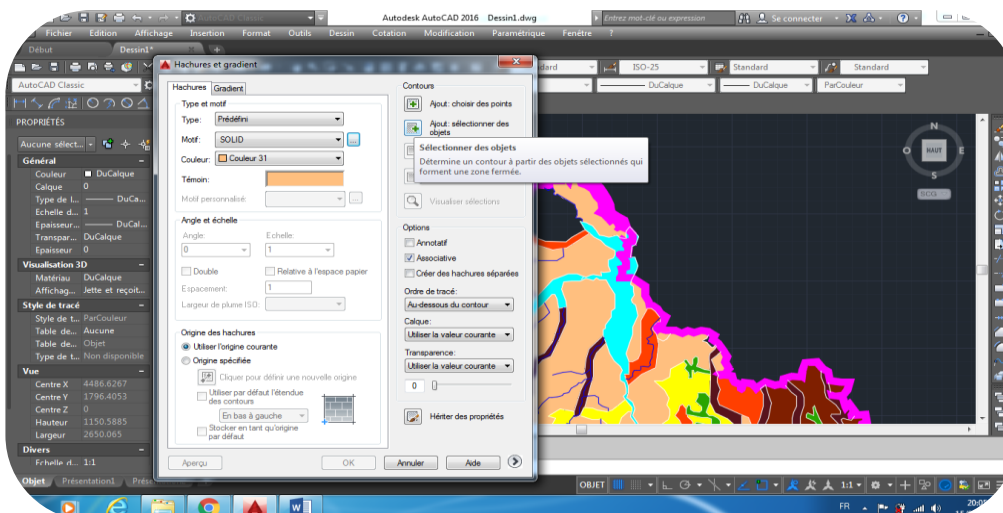 AutoCAD Classic
Autodesk AutoCAD 2016 Dessin1.dwg
Entrez mot-clé ou expression
Se connecter
Fichier Edition Affichage Insertion Format Outils Dessin Cotation Modification Paramétrique Fenêtre ?
Début Dessin1*
ISO-25 Standard Standard
AutoCAD Classic
DuCalque DuCalque ParCouleur
PROPRIÉTÉS
Aucune sélect...
Général
Couleur DuCalque
Calque 0
Type de l... DuCa...
Echelle d... 1
Epaisseur... DuCal...
Transpar... DuCalque
Epaisseur 0
Visualisation 3D
Matériau DuCalque
Affichag... Jette et reçoit...
Style de tracé
Style de t... ParCouleur
Table de... Aucune
Table de... Objet
Type de t... Non disponible
Vue
Centre X 4486.6267
Centre Y 1796.4053
Centre Z 0
Hauteur 1150.5885
Largeur 2650.065
Divers
Echelle d... 1:1
Objet Présentation1
Hachures et gradient
Hachures Gradient
Type et motif
Type: Prédéfini
Motif: SOLID
Couleur: Couleur 31
Témoin:
Motif personnalisé:
Angle et échelle
Angle: Echelle:
0 1
Double Relative à l'espace papier
Espacement: 1
Largeur de plume ISO:
Origine des hachures
Utiliser l'origine courante
Origine spécifiée
Cliquer pour définir une nouvelle origine
Utiliser par défaut l'étendue des contours
En bas à gauche
Stocker en tant qu'origine par défaut
Contours
Ajout: choisir des points
Ajout: sélectionner des objets
Sélectionner des objets
Détermine un contour à partir des objets sélectionnés qui
forment une zone fermée.
Visualiser sélections
Options
Annotatif
Associative
Créer des hachures séparées
Ordre de tracé:
Au-dessous du contour
Calque:
Utiliser la valeur courante
Transparence:
Utiliser la valeur courante
0
Hériter des propriétés
Aperçu OK Annuler Aide
N
O HAUT E
S
SCG
OBJET 1:1
FR